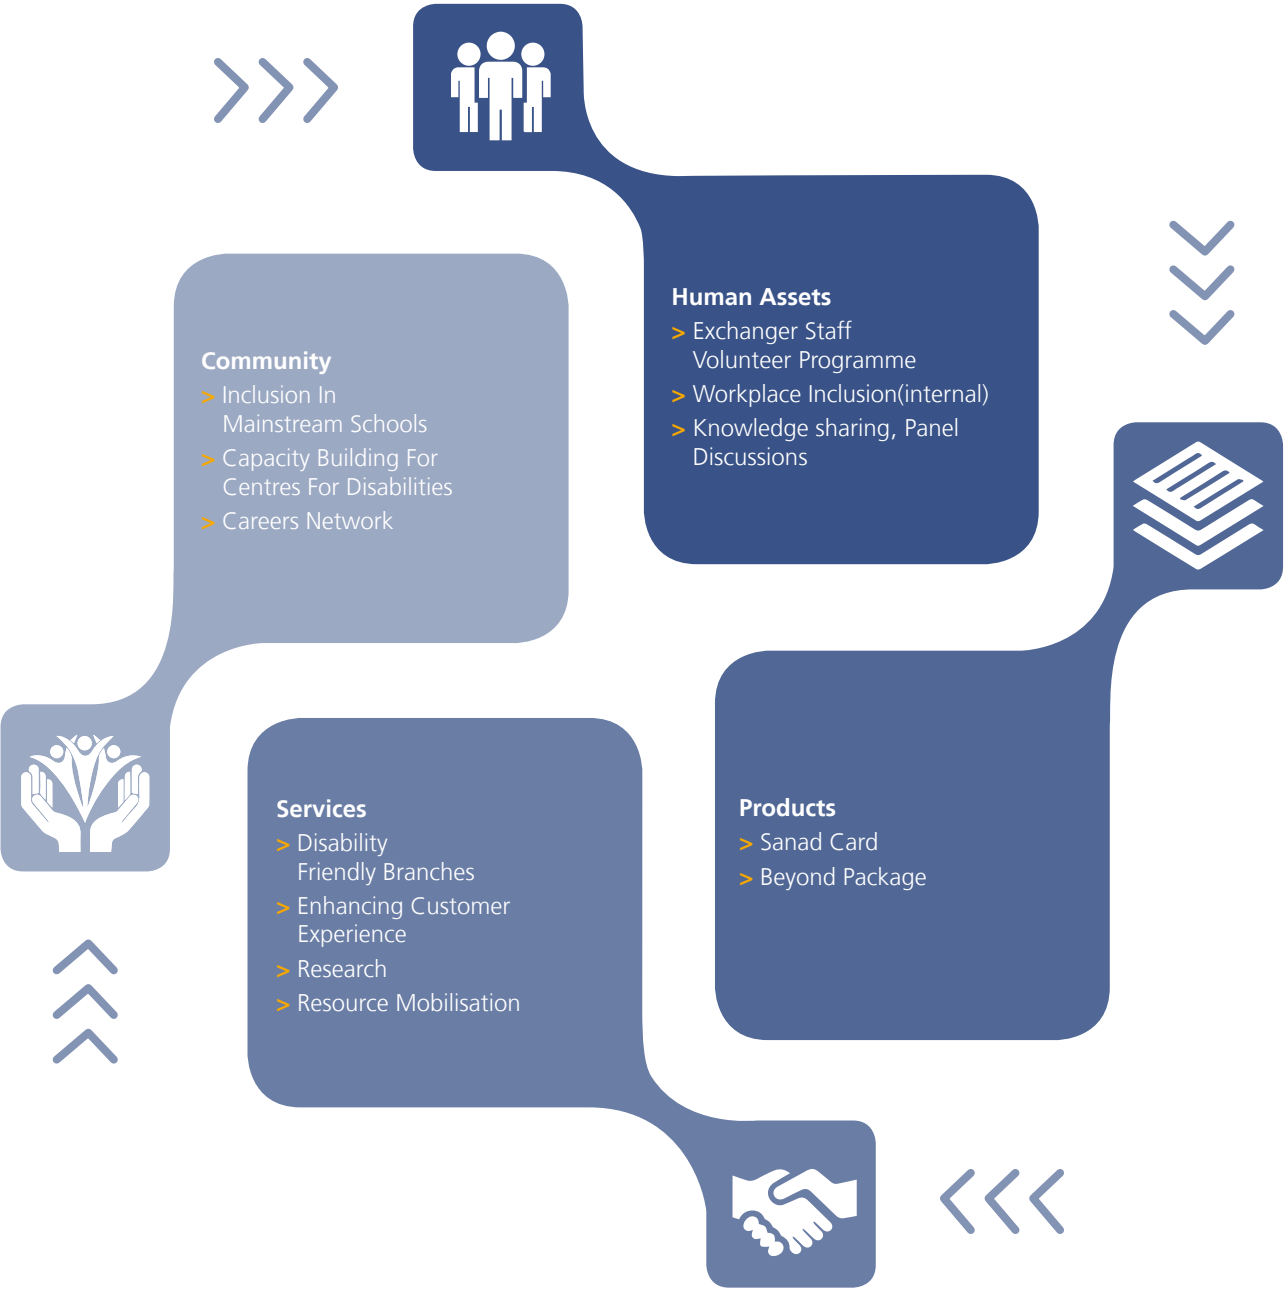 Human Assets
> Exchanger Staff
Volunteer Programme
> Workplace Inclusion(internal)
> Knowledge sharing, Panel
Discussions
Community
> Inclusion In
Mainstream Schools
> Capacity Building For
Centres For Disabilities
> Careers Network
Services
> Disability
Friendly Branches
> Enhancing Customer
Experience
> Research
> Resource Mobilisation
Products
> Sanad Card
> Beyond Package